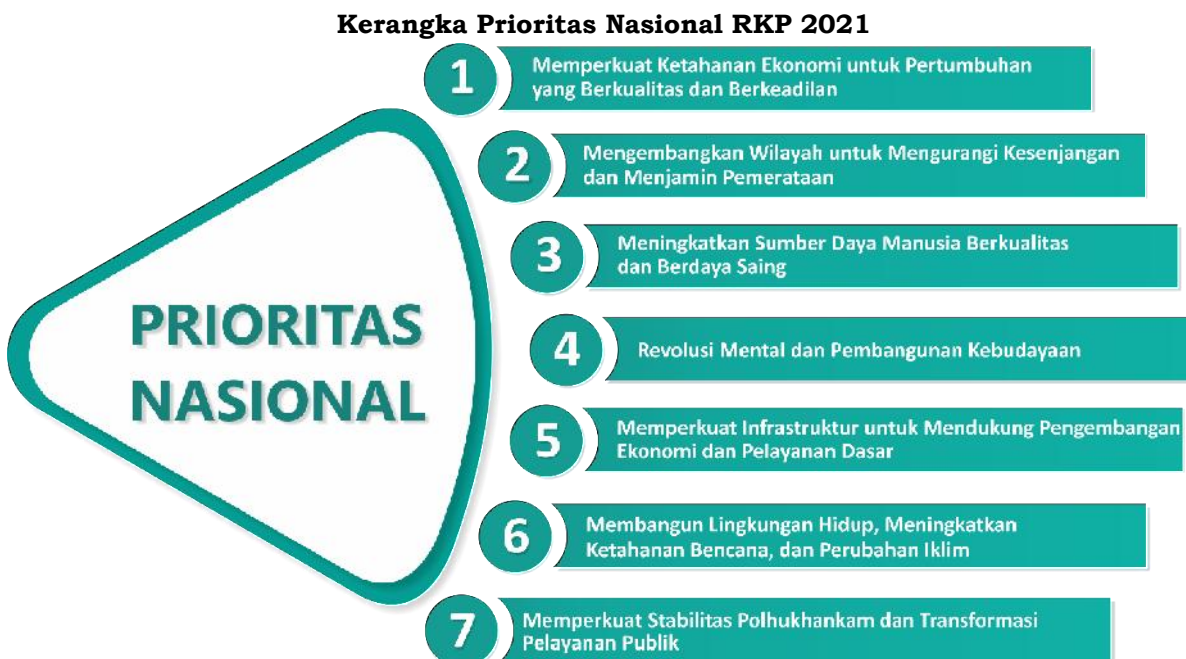 Kerangka Prioritas Nasional RKP 2021
1
Memperkuat Ketahanan Ekonomi untuk Pertumbuhan
yang Berkualitas dan Berkeadilan
2
Mengembangkan Wilayah untuk Mengurangi Kesenjangan
dan Menjamin Pemerataan
3
Meningkatkan Sumber Daya Manusia Berkualitas
dan Berdaya Saing
PRIORITAS
NASIONAL
4
Revolusi Mental dan Pembangunan Kebudayaan
5
Memperkuat Infrastruktur untuk Mendukung Pengembangan
Ekonomi dan Pelayanan Dasar
6
Membangun Lingkungan Hidup, Meningkatkan
Ketahanan Bencana, dan Perubahan Iklim
7
Memperkuat Stabilitas Polhukhankam dan Transformasi
Pelayanan Publik